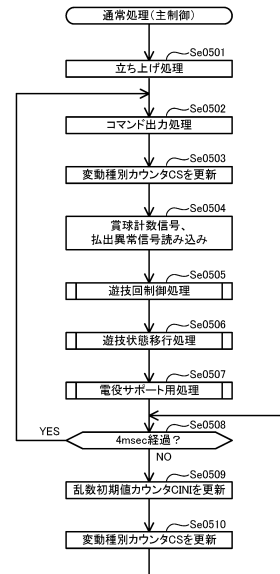 通常処理(主制御)
Se0501
立ち上げ処理
Se0502
コマンド出力処理
Se0503
変動種別カウンタCSを更新
Se0504
賞球計数信号、
払出異常信号読み込み
Se0505
遊技回制御処理
Se0506
遊技状態移行処理
Se0507
電役サポート用処理
Se0508
YES
4msec経過?
NO
Se0509
乱数初期値カウンタCINIを更新
Se0510
変動種別カウンタCSを更新